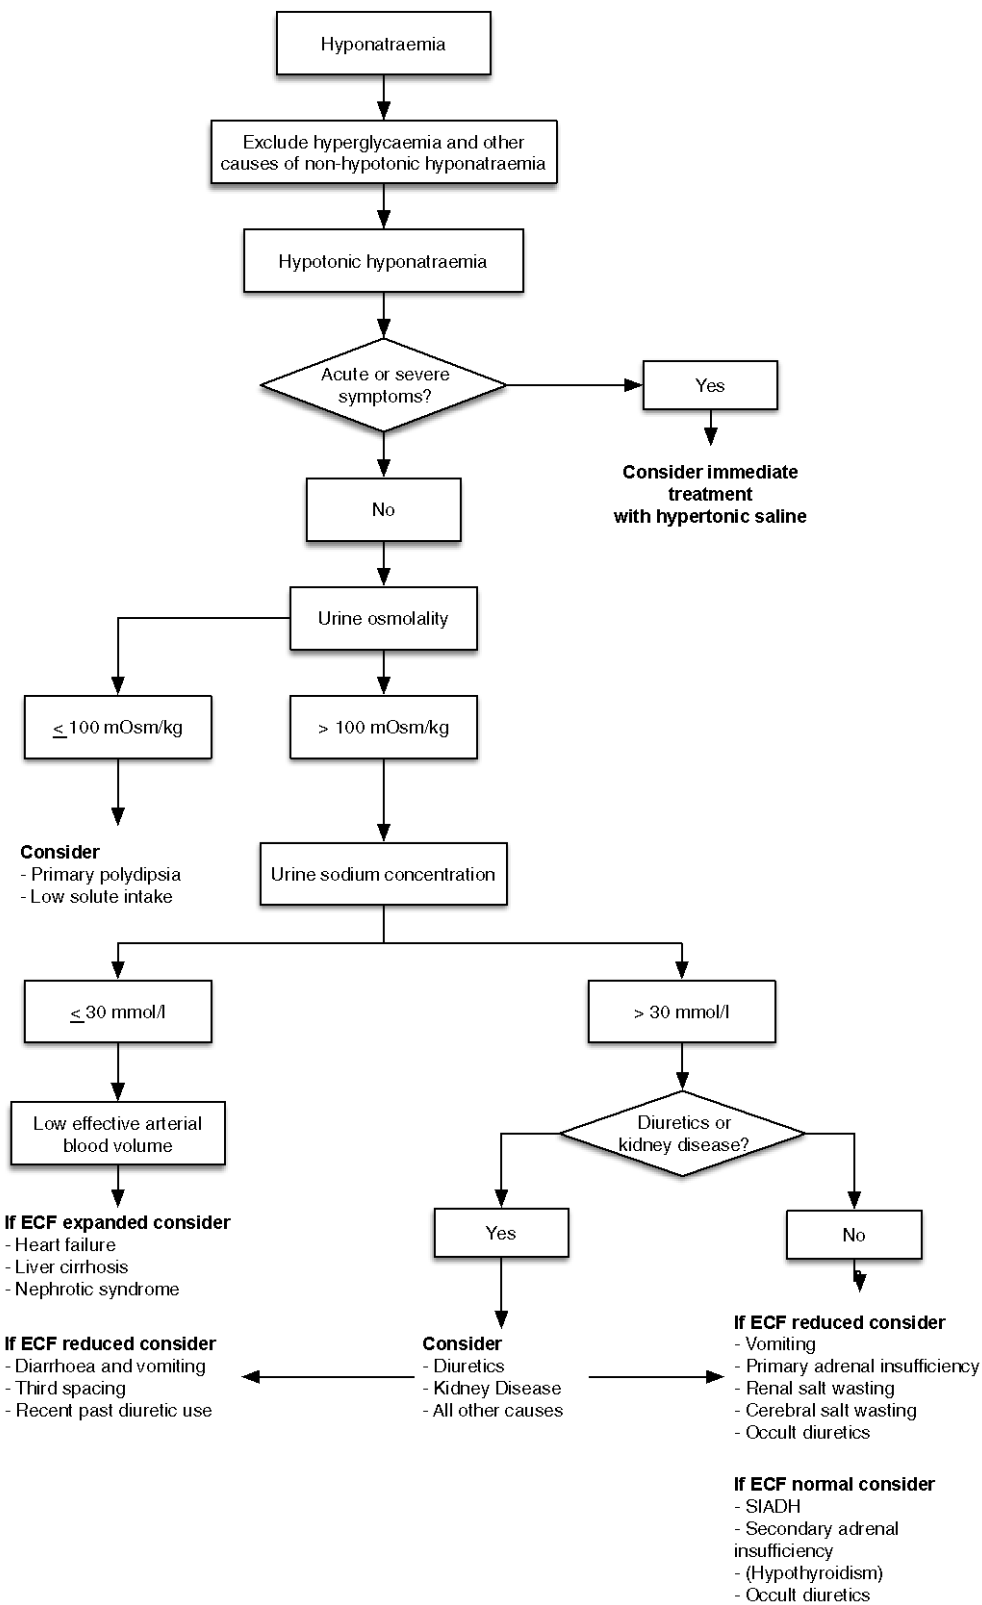 Hyponatraemia
Exclude hyperglycaemia and other
causes of non-hypotonic hyponatraemia
Hypotonic hyponatraemia
Acute or severe
symptoms?
Yes
Consider immediate
treatment
with hypertonic saline
No
Urine osmolality
≤ 100 mOsm/kg
> 100 mOsm/kg
Consider
- Primary polydipsia
- Low solute intake
Urine sodium concentration
≤ 30 mmol/l
> 30 mmol/l
Low effective arterial
blood volume
Diuretics or
kidney disease?
If ECF expanded consider
- Heart failure
- Liver cirrhosis
- Nephrotic syndrome
Yes
No
If ECF reduced consider
- Diarrhoea and vomiting
- Third spacing
- Recent past diuretic use
Consider
- Diuretics
- Kidney Disease
- All other causes
If ECF reduced consider
- Vomiting
- Primary adrenal insufficiency
- Renal salt wasting
- Cerebral salt wasting
- Occult diuretics
If ECF normal consider
- SIADH
- Secondary adrenal
insufficiency
- (Hypothyroidism)
- Occult diuretics